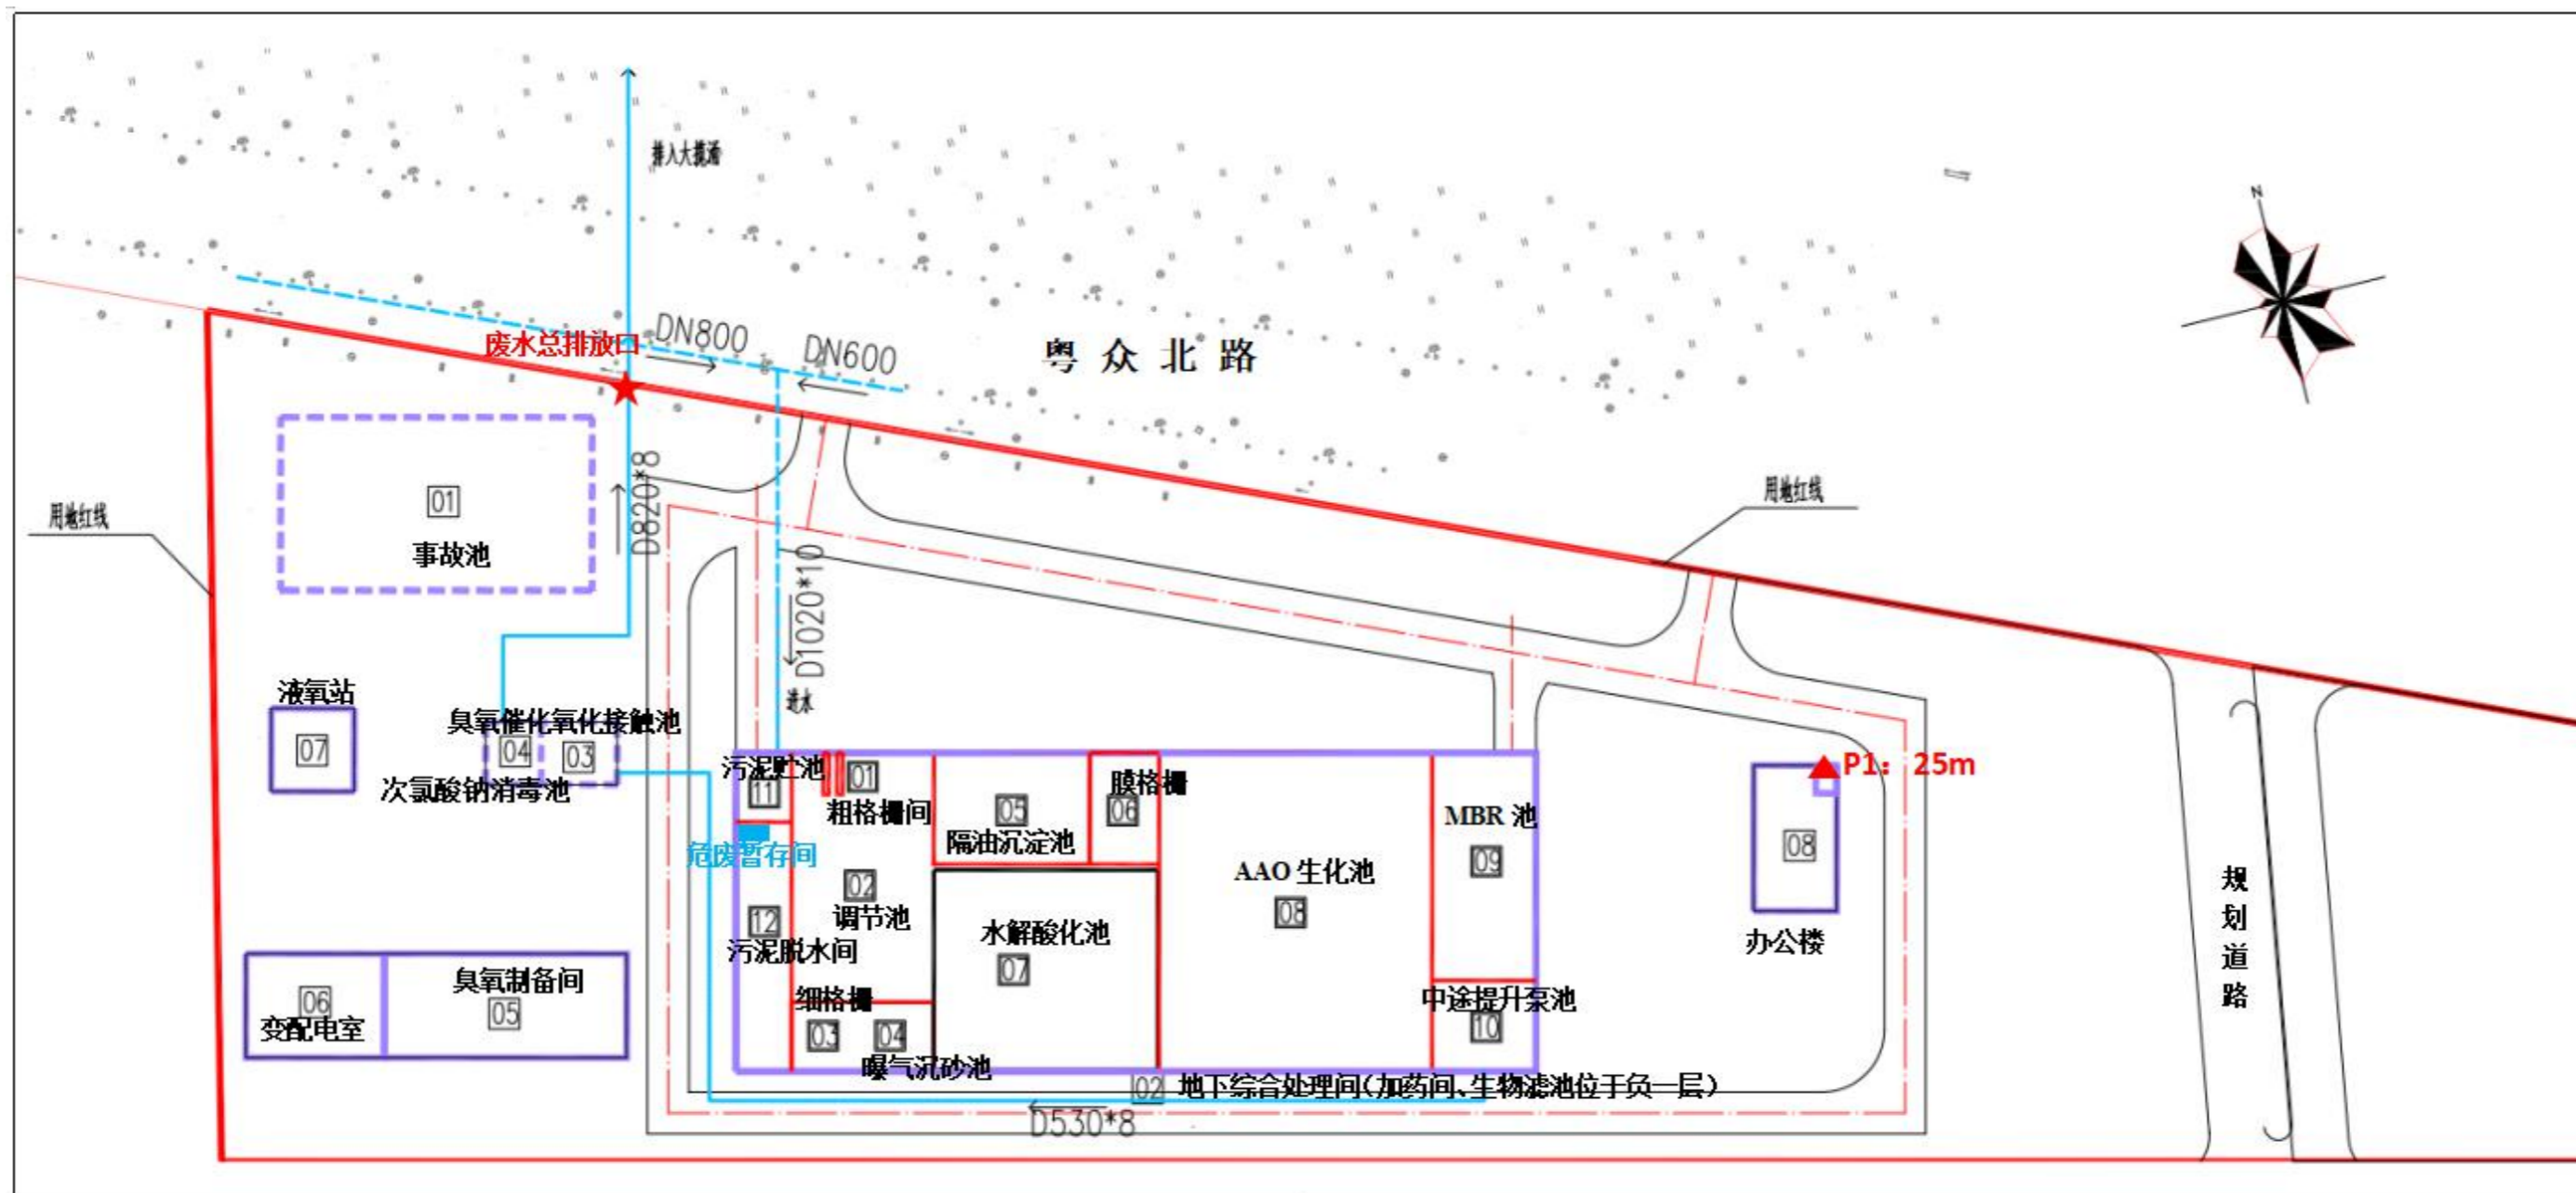 N
排入大揽涌
废水总排放口
DN800
DN600
粤众北路
D820*8
用地红线
用地红线
01
事故池
D1020*10
进水
液氧站
07
臭氧催化氧化接触池
04
03
次氯酸钠消毒池
污泥贮池
11
01
粗格栅间
05
隔油沉淀池
膜格栅
06
MBR 池
09
P1：25m
08
办公楼
危废暂存间
02
调节池
AAO 生化池
08
12
污泥脱水间
水解酸化池
07
规划道路
06
变配电室
臭氧制备间
05
细格栅
03
04
曝气沉砂池
中途提升泵池
10
02 地下综合处理间（加药间、生物滤池位于负一层）
D530*8